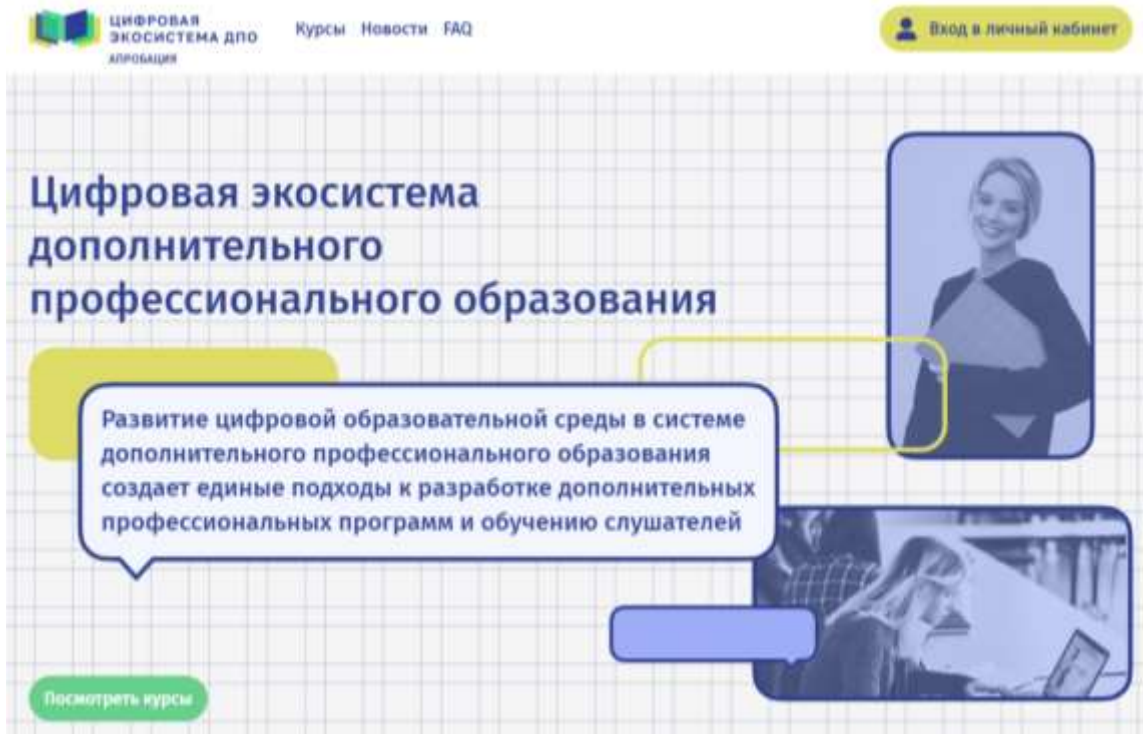 ЦИФРОВАЯ
ЭКОСИСТЕМА ДПО
АПРОБАЦИЯ
Курсы Новости FAQ
Вход в личный кабинет
Цифровая экосистема
дополнительного
профессионального образования
Развитие цифровой образовательной среды в системе
дополнительного профессионального образования
создает единые подходы к разработке дополнительных
профессиональных программ и обучению слушателей
Посмотреть курсы